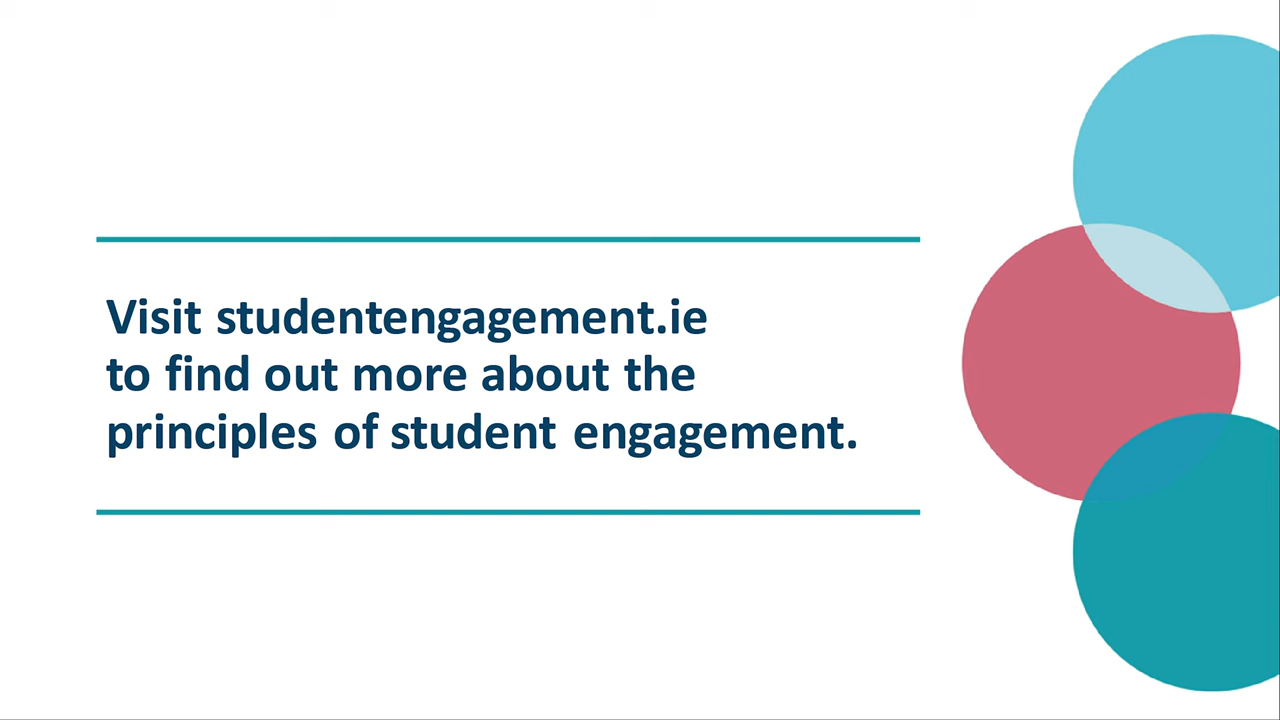 Visit studentengagement.ie
to find out more about the
principles of student engagement.